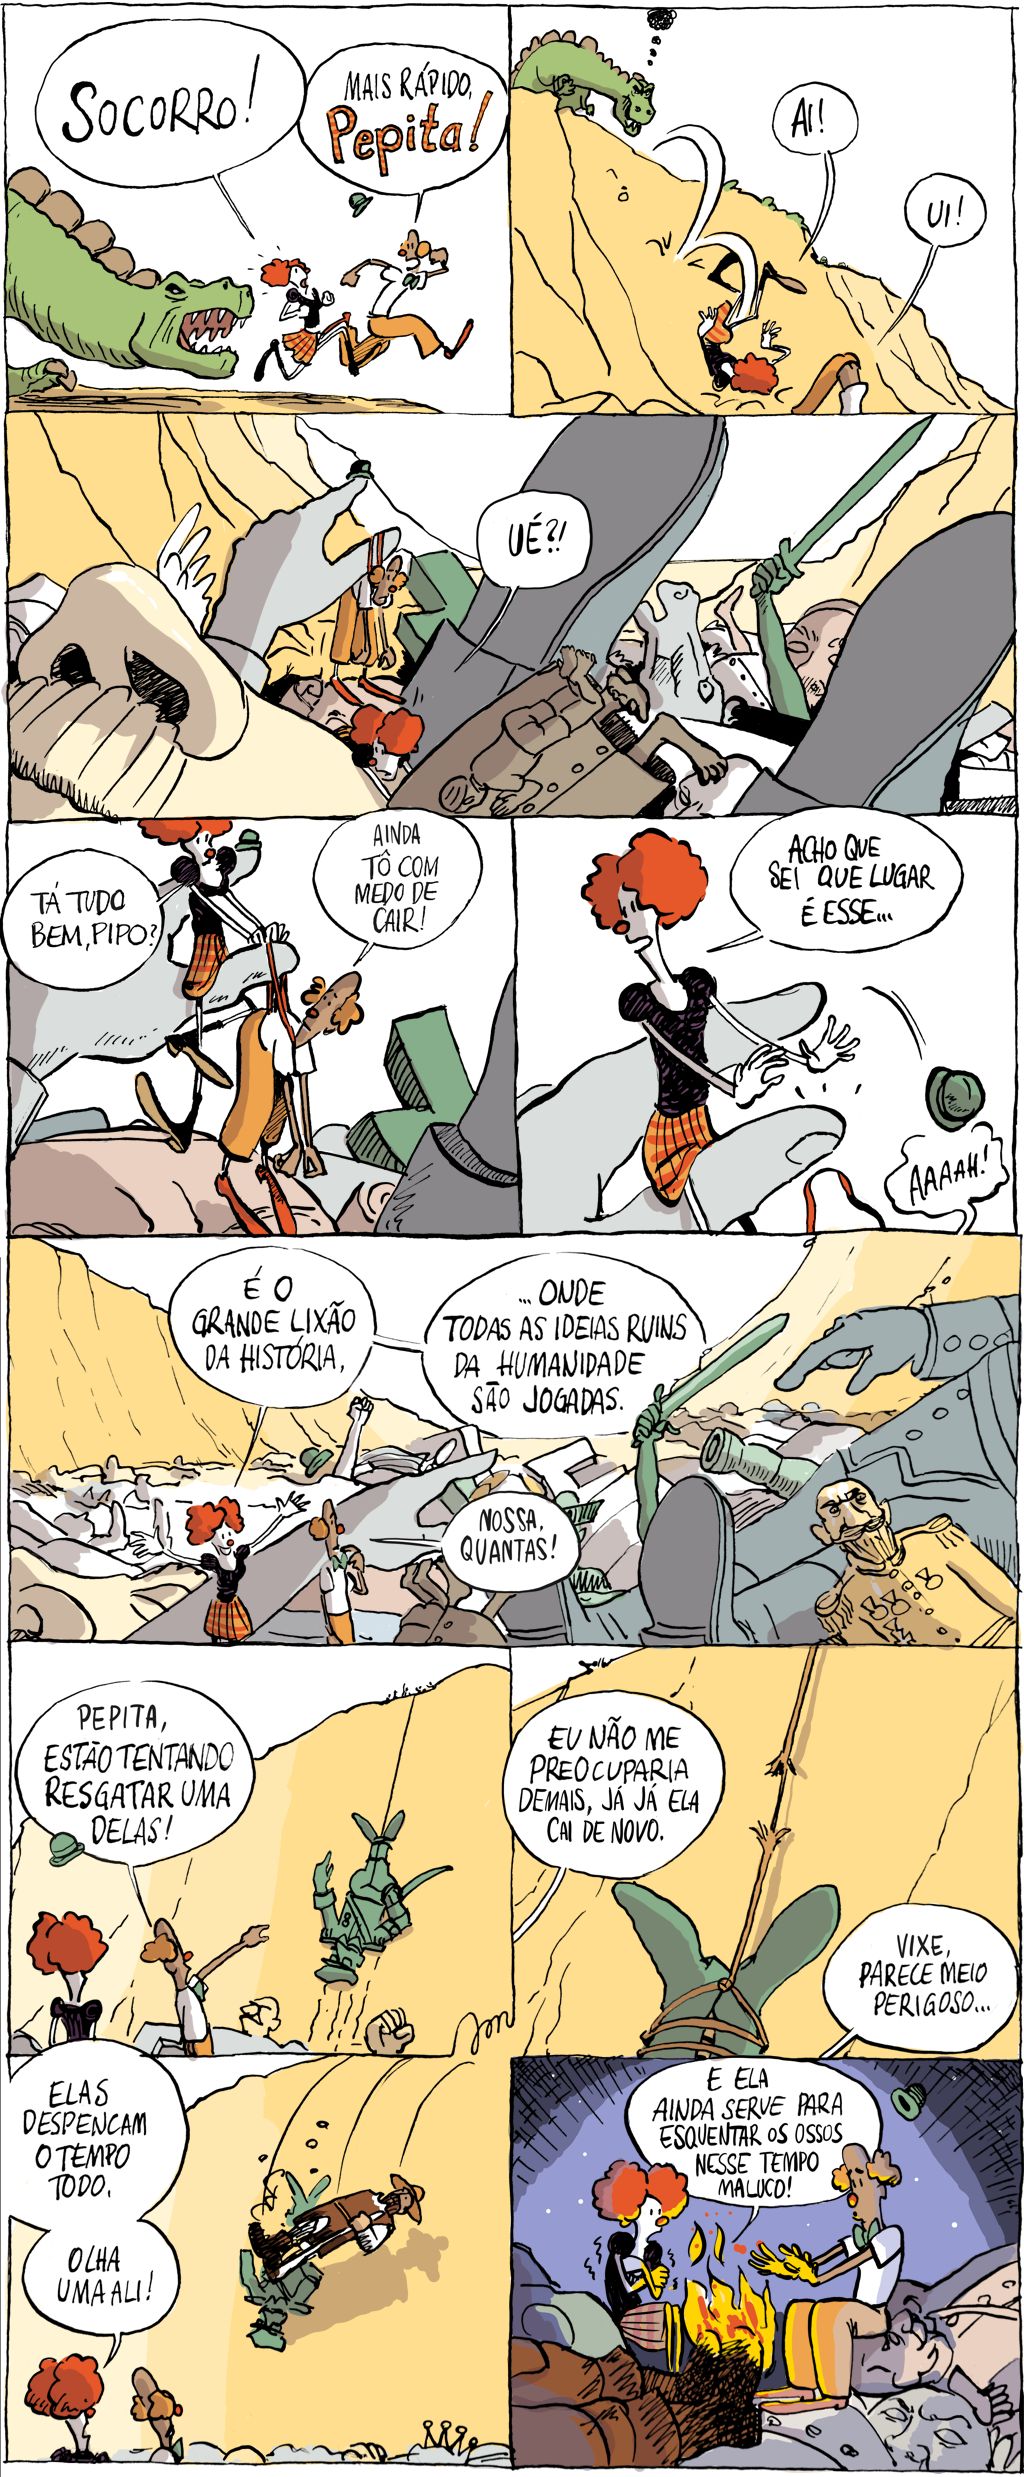 SOCORRO!
MAIS RÁPIDO,
Pepita!
AI!
UI!
UÉ?!
TÁ TUDO
BEM, PIPO?
AINDA
TÔ COM
MEDO DE
CAIR!
ACHO QUE
SEI QUE LUGAR
É ESSE...
AAAAH!
É O
GRANDE LIXÃO
DA HISTÓRIA,
...ONDE
TODAS AS IDEIAS RUINS
DA HUMANIDADE
SÃO JOGADAS.
NOSSA,
QUANTAS!
PEPITA,
ESTÃO TENTANDO
RESGATAR UMA
DELAS!
EU NÃO ME
PREOCUPARIA
DEMAIS, JÁ JÁ ELA
CAI DE NOVO.
VIXE,
PARECE MEIO
PERIGOSO...
ELAS
DESPENCAM
O TEMPO
TODO.
OLHA
UMA ALI!
E ELA
AINDA SERVE PARA
ESQUENTAR OS OSSOS
NESSE TEMPO
MALUCO!